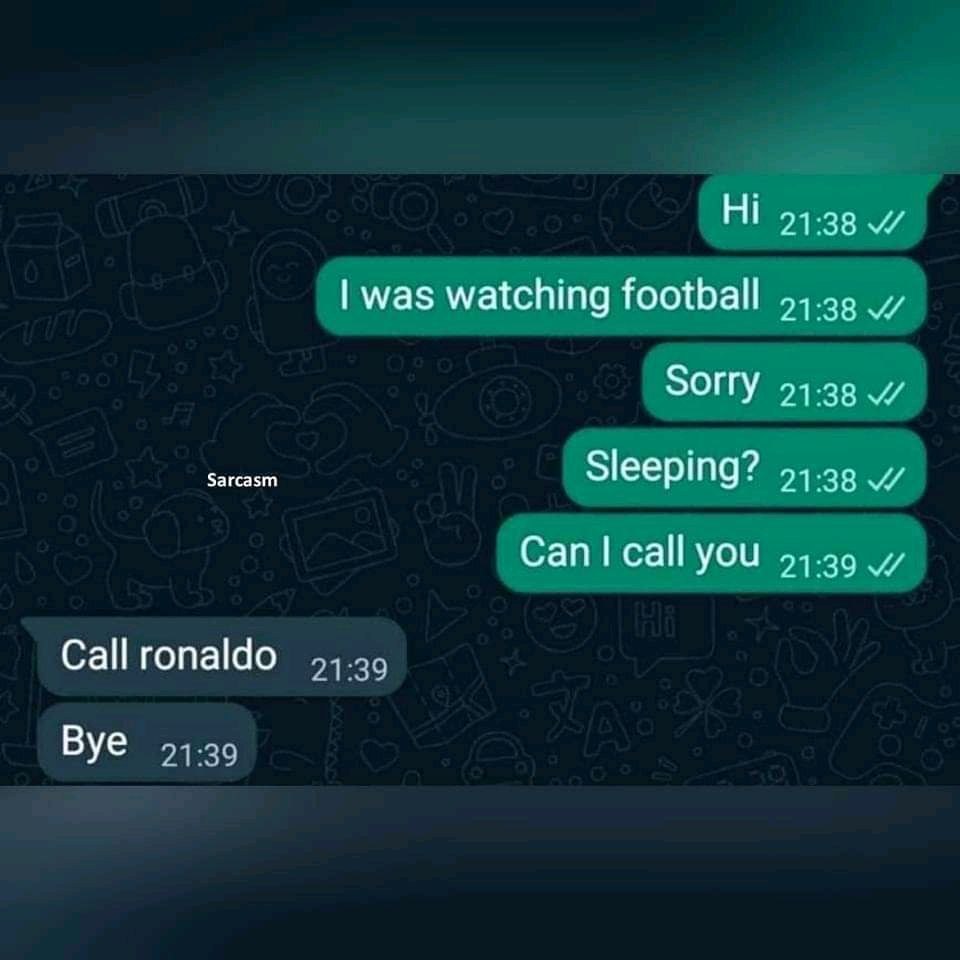 Hi 21:38
I was watching football 21:38
Sorry 21:38
Sleeping? 21:38
Sarcasm
Can I call you 21:39
Call ronaldo 21:39
Bye 21:39